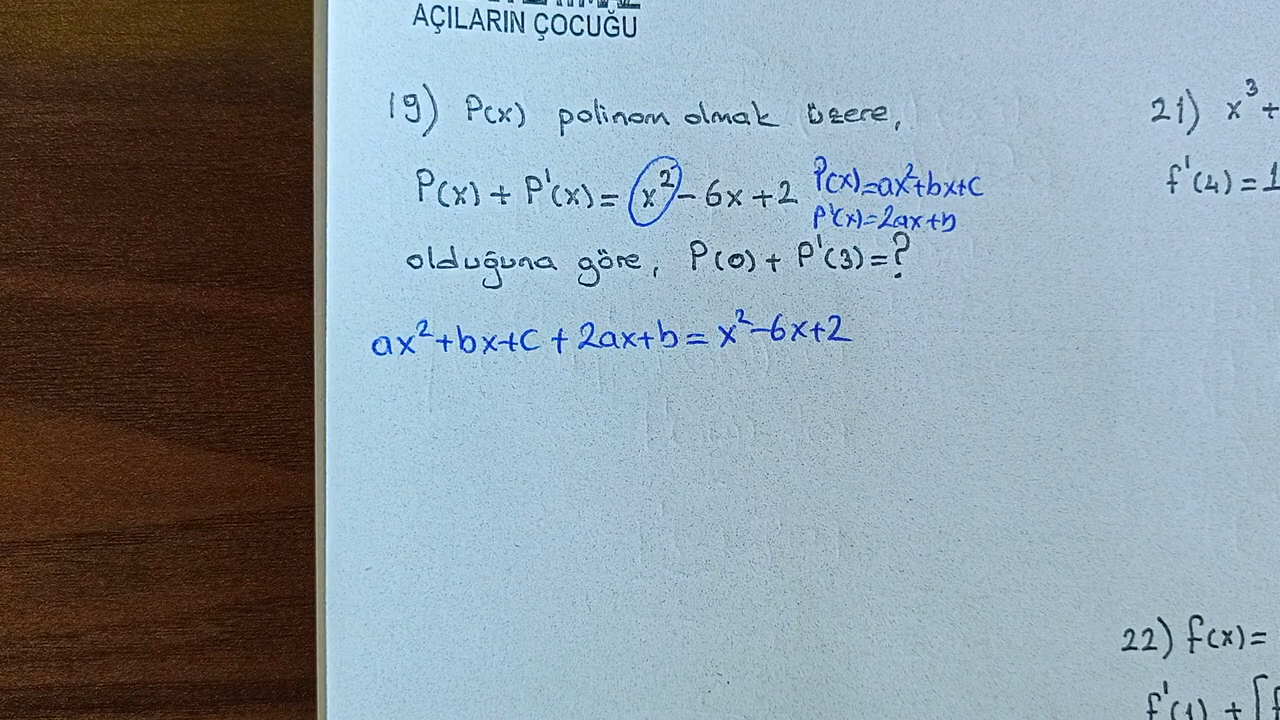 AÇILARIN ÇOCUĞU
19) P(x) polinom olmak üzere,
P(x) + P'(x) = x² - 6x + 2
P(x)=ax²+bx+c
P'(x)=2ax+b
olduğuna göre, P(0) + P'(3) = ?
ax²+bx+c + 2ax+b = x²-6x+2
21) x³ +
f'(4) = 1
22) f(x) =
f'(1) + [f